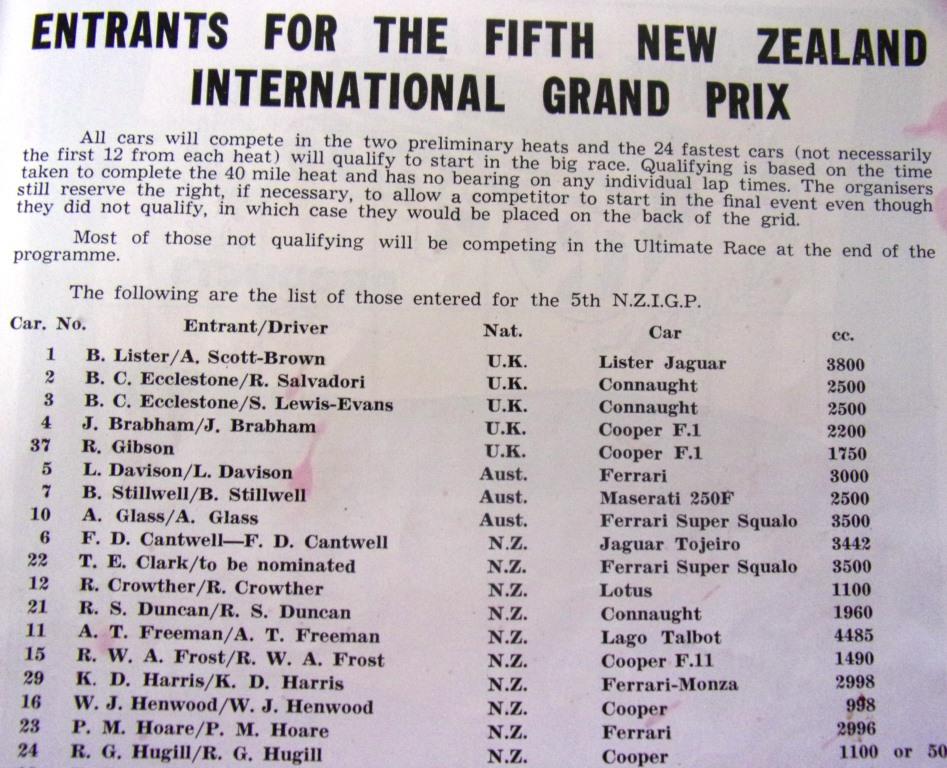 ENTRANTS FOR THE FIFTH NEW ZEALAND
INTERNATIONAL GRAND PRIX
All cars will compete in the two preliminary heats and the 24 fastest cars (not necessarily
the first 12 from each heat) will qualify to start in the big race. Qualifying is based on the time
taken to complete the 40 mile heat and has no bearing on any individual lap times. The organisers
still reserve the right, if necessary, to allow a competitor to start in the final event even though
they did not qualify, in which case they would be placed on the back of the grid.
Most of those not qualifying will be competing in the Ultimate Race at the end of the
programme.
The following are the list of those entered for the 5th N.Z.I.G.P.
Car. No. Entrant/Driver Nat. Car cc.
1 B. Lister/A. Scott-Brown U.K. Lister Jaguar 3800
2 B. C. Ecclestone/R. Salvadori U.K. Connaught 2500
3 B. C. Ecclestone/S. Lewis-Evans U.K. Connaught 2500
4 J. Brabham/J. Brabham U.K. Cooper F.1 2200
37 R. Gibson U.K. Cooper F.1 1750
5 L. Davison/L. Davison Aust. Ferrari 3000
7 B. Stillwell/B. Stillwell Aust. Maserati 250F 2500
10 A. Glass/A. Glass Aust. Ferrari Super Squalo 3500
6 F. D. Cantwell—F. D. Cantwell N.Z. Jaguar Tojeiro 3442
22 T. E. Clark/to be nominated N.Z. Ferrari Super Squalo 3500
12 R. Crowther/R. Crowther N.Z. Lotus 1100
21 R. S. Duncan/R. S. Duncan N.Z. Connaught 1960
11 A. T. Freeman/A. T. Freeman N.Z. Lago Talbot 4485
15 R. W. A. Frost/R. W. A. Frost N.Z. Cooper F.11 1490
29 K. D. Harris/K. D. Harris N.Z. Ferrari-Monza 2998
16 W. J. Henwood/W. J. Henwood N.Z. Cooper 998
23 P. M. Hoare/P. M. Hoare N.Z. Ferrari 2996
24 R. G. Hugill/R. G. Hugill N.Z. Cooper 1100 or 50